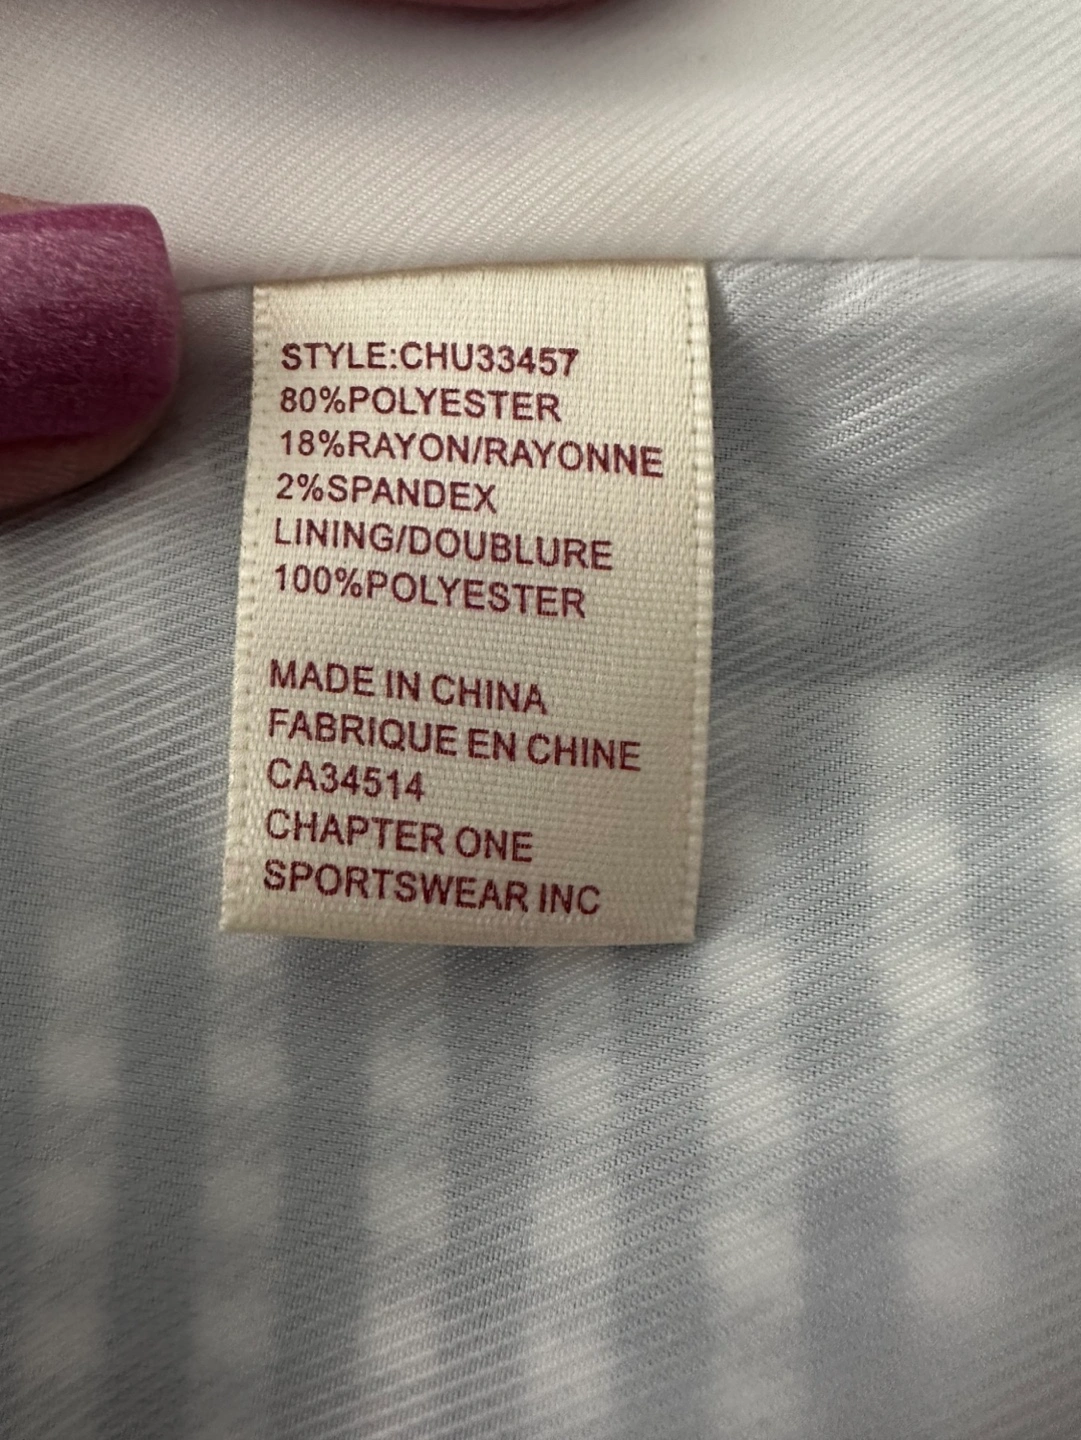 STYLE:CHU33457
80%POLYESTER
18%RAYON/RAYONNE
2%SPANDEX
LINING/DOUBLURE
100%POLYESTER
MADE IN CHINA
FABRIQUE EN CHINE
CA34514
CHAPTER ONE
SPORTSWEAR INC